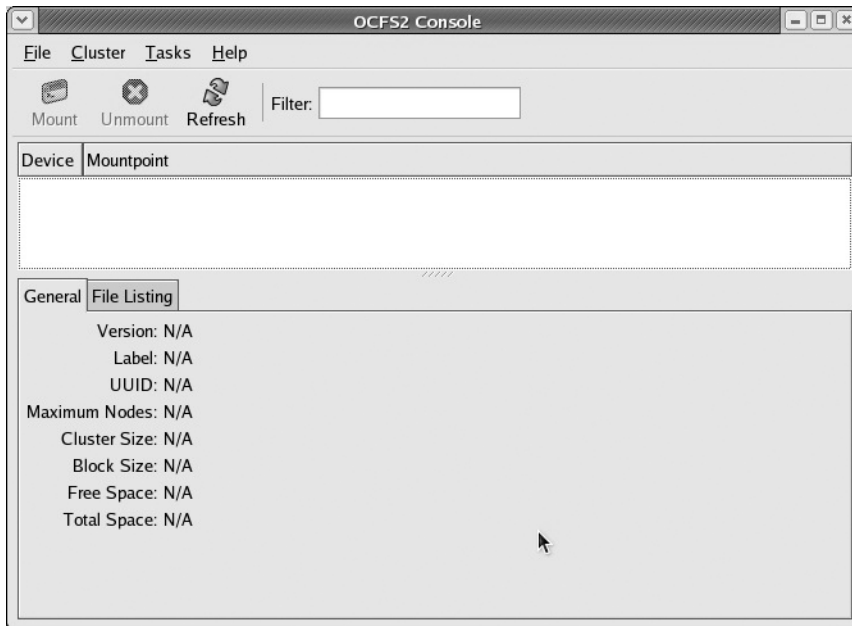 OCFS2 Console
File Cluster Tasks Help
Mount Unmount Refresh Filter:
Device Mountpoint
General File Listing
Version: N/A
Label: N/A
UUID: N/A
Maximum Nodes: N/A
Cluster Size: N/A
Block Size: N/A
Free Space: N/A
Total Space: N/A